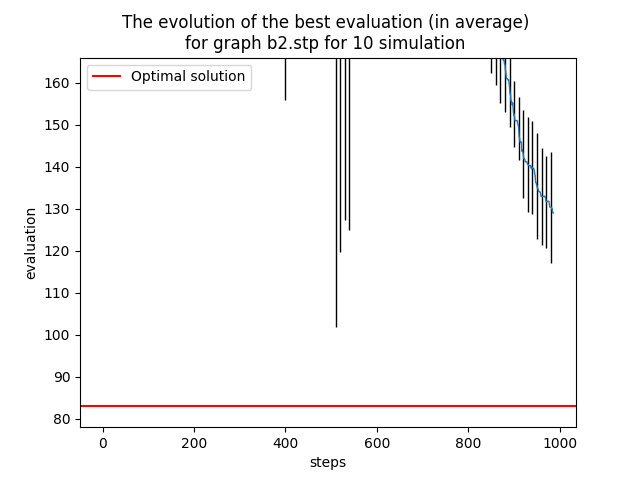 The evolution of the best evaluation (in average)
for graph b2.stp for 10 simulation
Optimal solution
160
150
140
130
120
110
100
90
80
evaluation
0 200 400 600 800 1000
steps